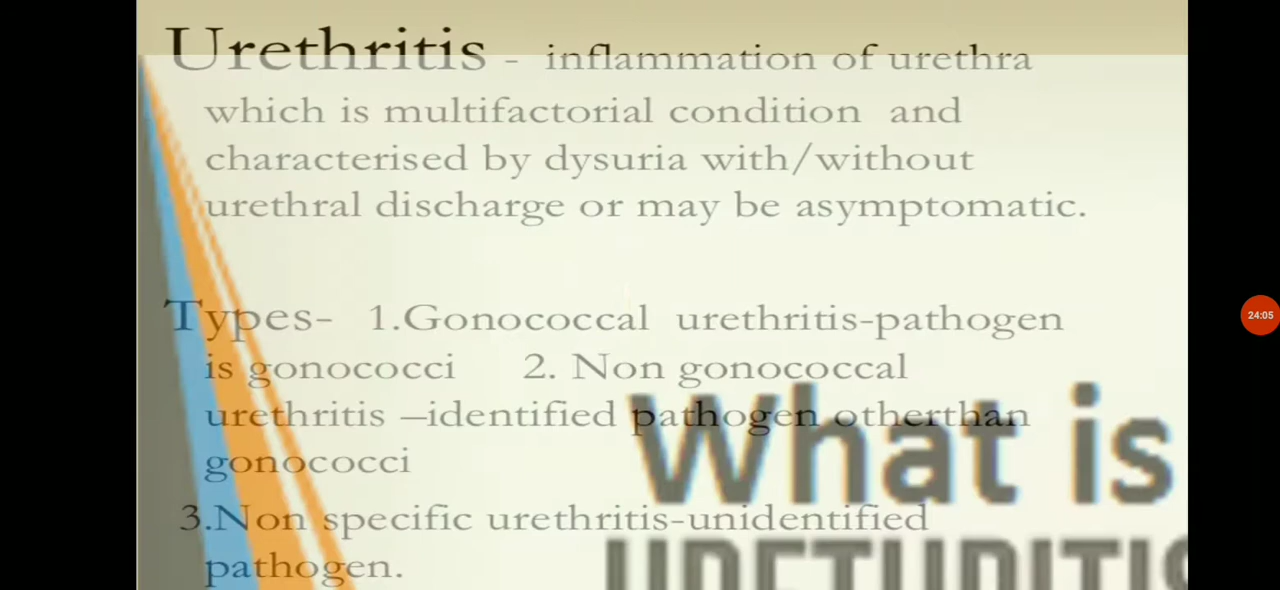 Urethritis - inflammation of urethra
which is multifactorial condition and
characterised by dysuria with/without
urethral discharge or may be asymptomatic.
Types- 1.Gonococcal urethritis-pathogen
is gonococci 2. Non gonococcal
urethritis –identified pathogen otherthan
gonococci
3.Non specific urethritis-unidentified
pathogen.
What is
URETHRITIS
24:05